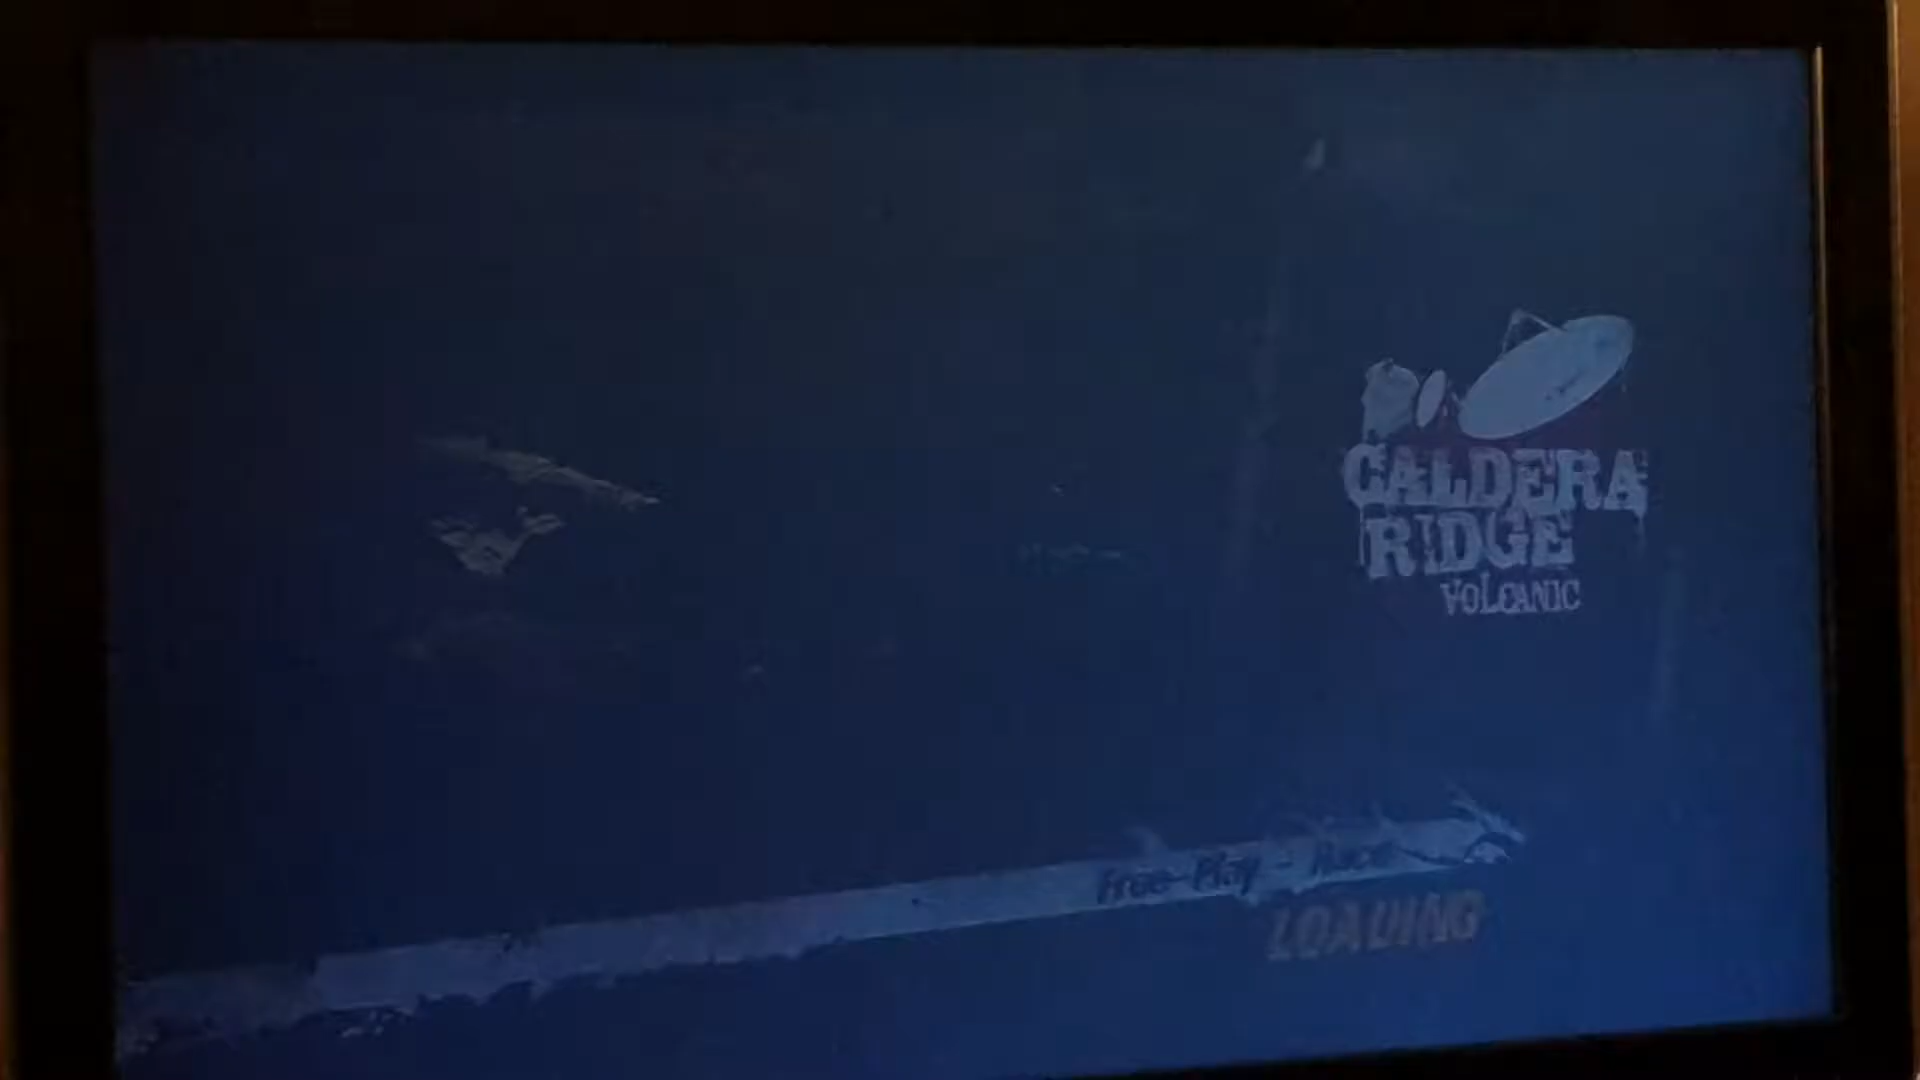 CALDERA
RIDGE
VOLCANIC
Free-Play - Race
LOADING